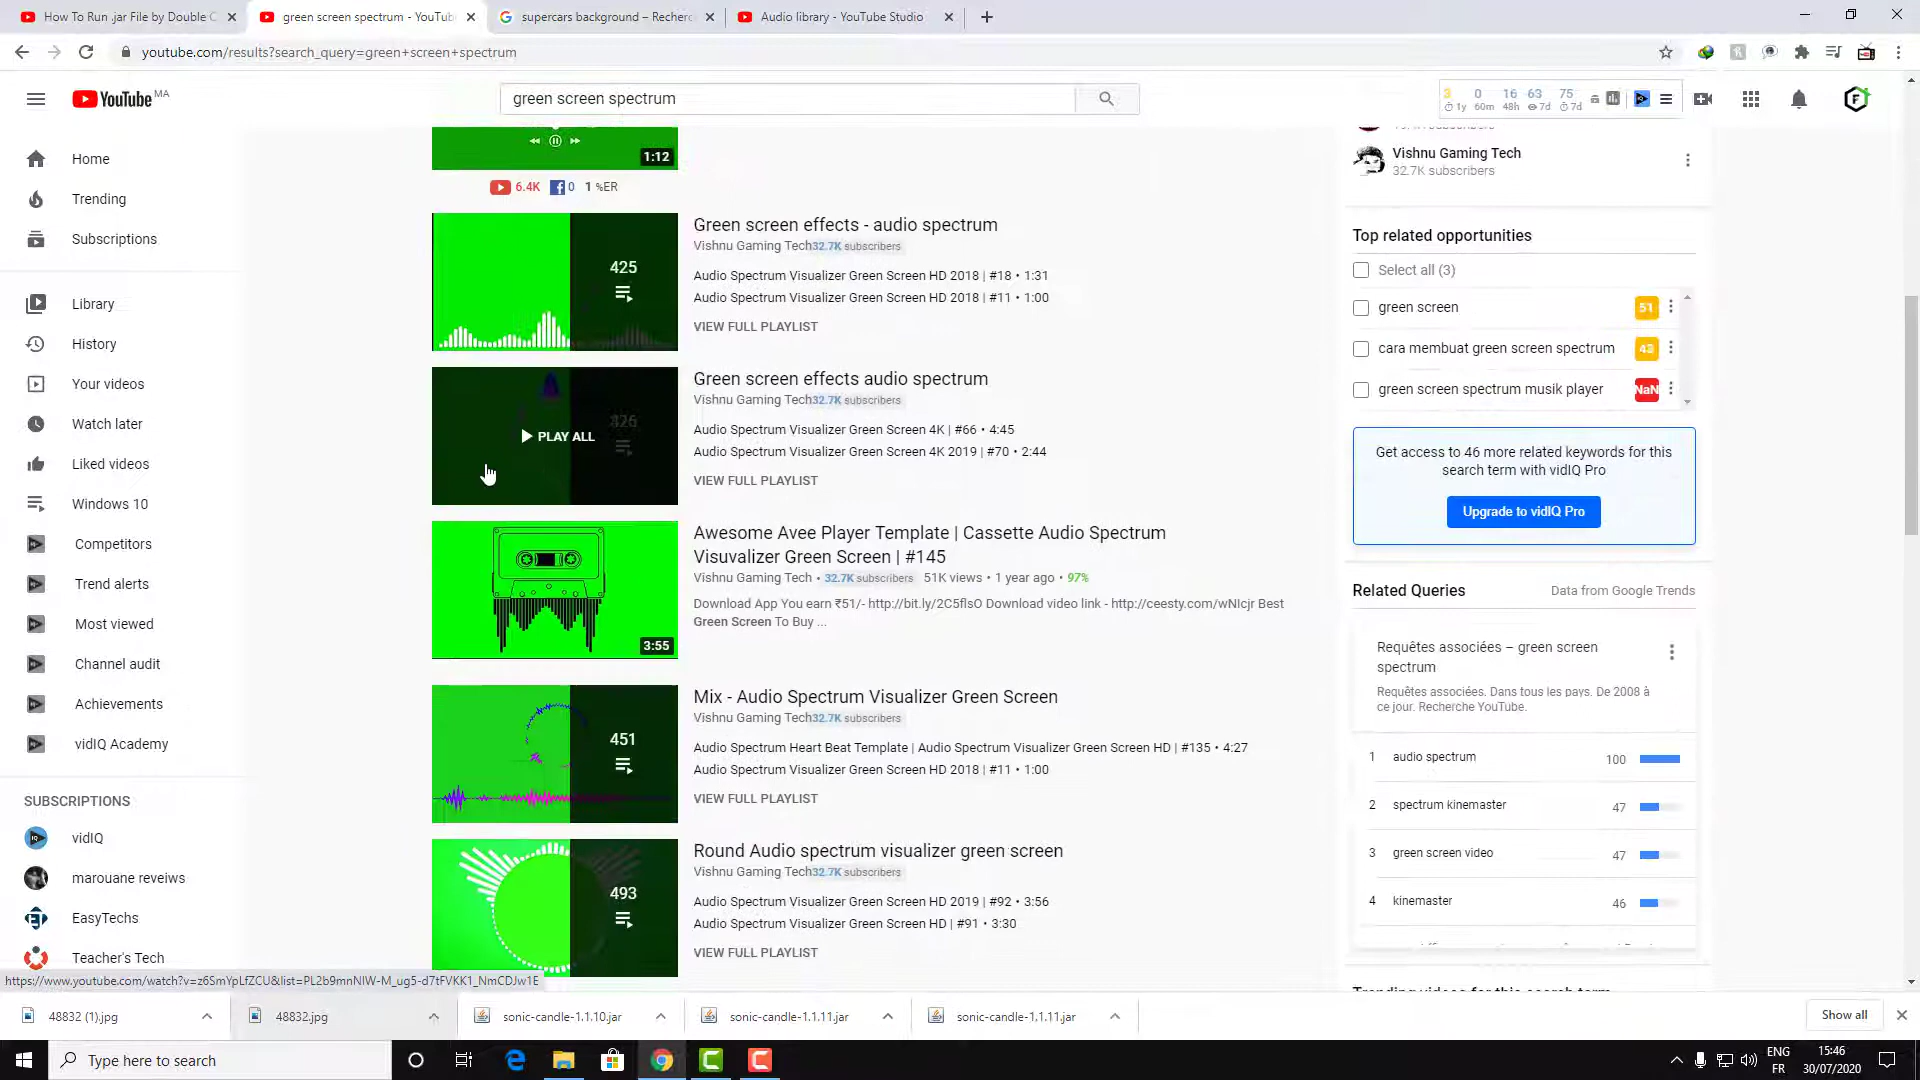 How To Run .jar File by Double C
green screen spectrum - YouTube
supercars background – Recherc
Audio library - YouTube Studio
youtube.com/results?search_query=green+screen+spectrum
YouTube MA
green screen spectrum
3 0 16 63 75
1y 60m 48h 7d 7d
Home
Trending
Subscriptions
Library
History
Your videos
Watch later
Liked videos
Windows 10
Competitors
Trend alerts
Most viewed
Channel audit
Achievements
vidIQ Academy
SUBSCRIPTIONS
vidIQ
marouane reveiws
EasyTechs
Teacher's Tech
1:12
6.4K 0 1 %ER
425
Green screen effects - audio spectrum
Vishnu Gaming Tech 32.7K subscribers
Audio Spectrum Visualizer Green Screen HD 2018 | #18 • 1:31
Audio Spectrum Visualizer Green Screen HD 2018 | #11 • 1:00
VIEW FULL PLAYLIST
426
PLAY ALL
Green screen effects audio spectrum
Vishnu Gaming Tech 32.7K subscribers
Audio Spectrum Visualizer Green Screen 4K | #66 • 4:45
Audio Spectrum Visualizer Green Screen 4K 2019 | #70 • 2:44
VIEW FULL PLAYLIST
3:55
Awesome Avee Player Template | Cassette Audio Spectrum
Visuvalizer Green Screen | #145
Vishnu Gaming Tech • 32.7K subscribers 51K views • 1 year ago • 97%
Download App You earn ₹51/- http://bit.ly/2C5flsO Download video link - http://ceesty.com/wNIcjr Best
Green Screen To Buy ...
451
Mix - Audio Spectrum Visualizer Green Screen
Vishnu Gaming Tech 32.7K subscribers
Audio Spectrum Heart Beat Template | Audio Spectrum Visualizer Green Screen HD | #135 • 4:27
Audio Spectrum Visualizer Green Screen HD 2018 | #11 • 1:00
VIEW FULL PLAYLIST
493
Round Audio spectrum visualizer green screen
Vishnu Gaming Tech 32.7K subscribers
Audio Spectrum Visualizer Green Screen HD 2019 | #92 • 3:56
Audio Spectrum Visualizer Green Screen HD | #91 • 3:30
VIEW FULL PLAYLIST
Vishnu Gaming Tech
32.7K subscribers
Top related opportunities
Select all (3)
green screen 51
cara membuat green screen spectrum 43
green screen spectrum musik player NaN
Get access to 46 more related keywords for this
search term with vidIQ Pro
Upgrade to vidIQ Pro
Related Queries Data from Google Trends
Requêtes associées – green screen
spectrum
Requêtes associées. Dans tous les pays. De 2008 à
ce jour. Recherche YouTube.
1 audio spectrum 100
2 spectrum kinemaster 47
3 green screen video 47
4 kinemaster 46
Trending videos for this search term
https://www.youtube.com/watch?v=z6SmYpLfZCU&list=PL2b9mnNIW-M_ug5-d7tFVKK1_NmCDJw1E
48832 (1).jpg
48832.jpg
sonic-candle-1.1.10.jar
sonic-candle-1.1.11.jar
sonic-candle-1.1.11.jar
Show all
Type here to search
ENG
FR
15:46
30/07/2020